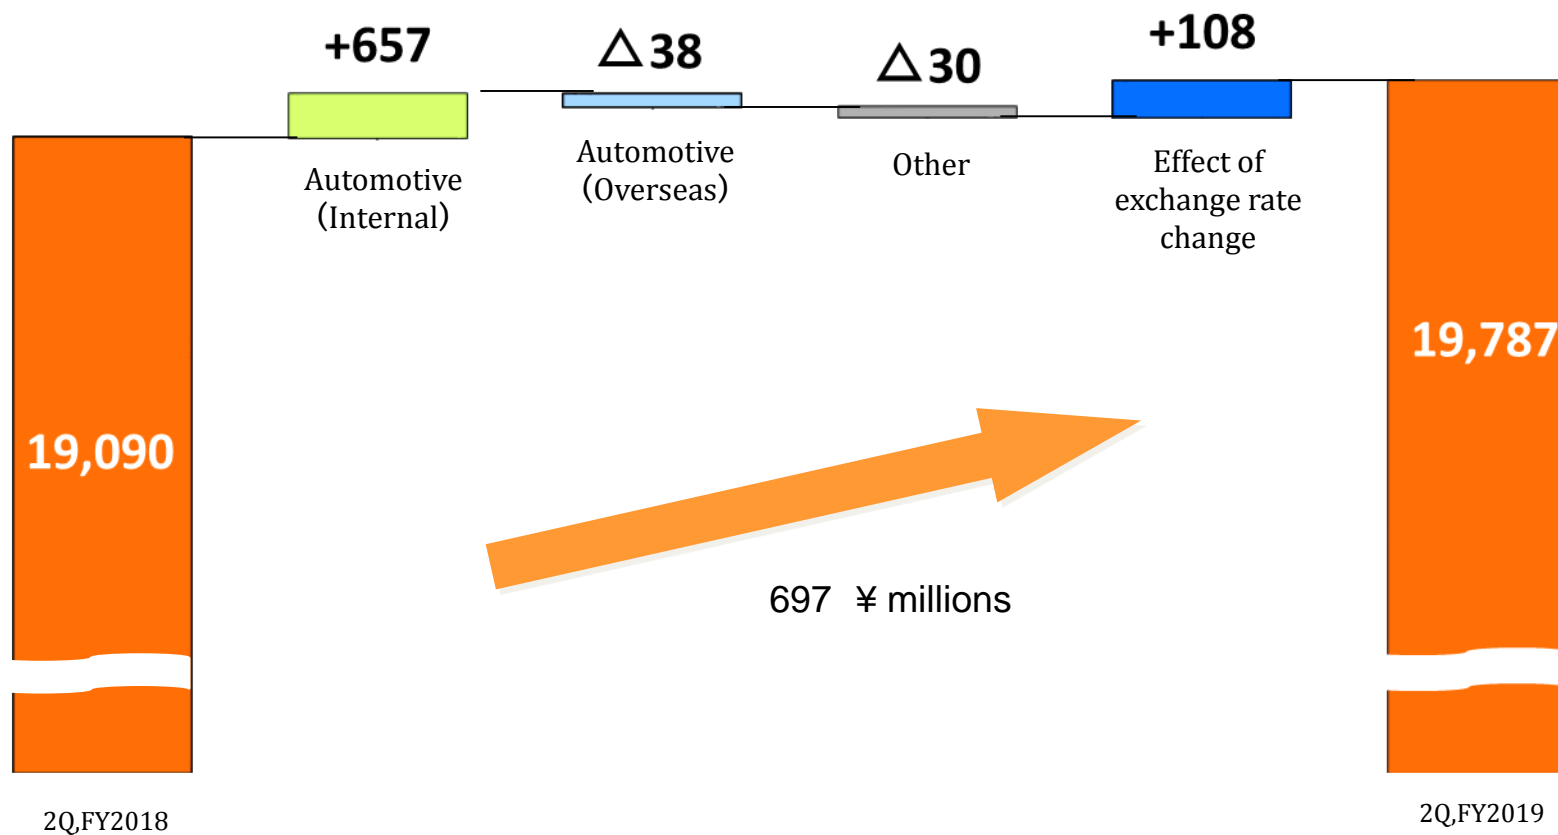 +657
△38
△30
+108
Automotive
(Internal)
Automotive
(Overseas)
Other
Effect of
exchange rate
change
19,090
19,787
697 ¥ millions
2Q,FY2018
2Q,FY2019